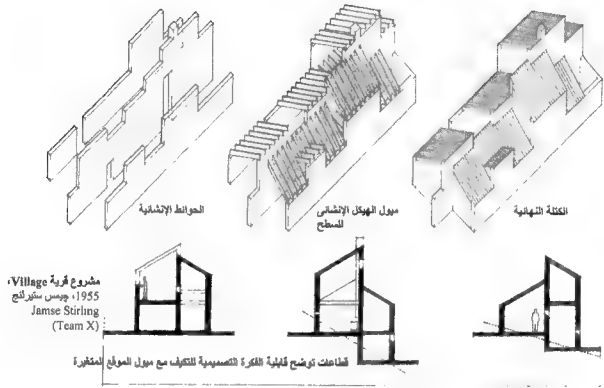 الحوائط الإنشائية
ميول الهيكل الإنشائى
للسطح
الكتلة النهائية
مشروع قرية Village،
1955، جيمس ستيرلنج
Jamse Stirling
(Team X)
قطاعات توضح قابلية الفكرة التصميمية للتكيف مع ميول الموقع المتغيرة